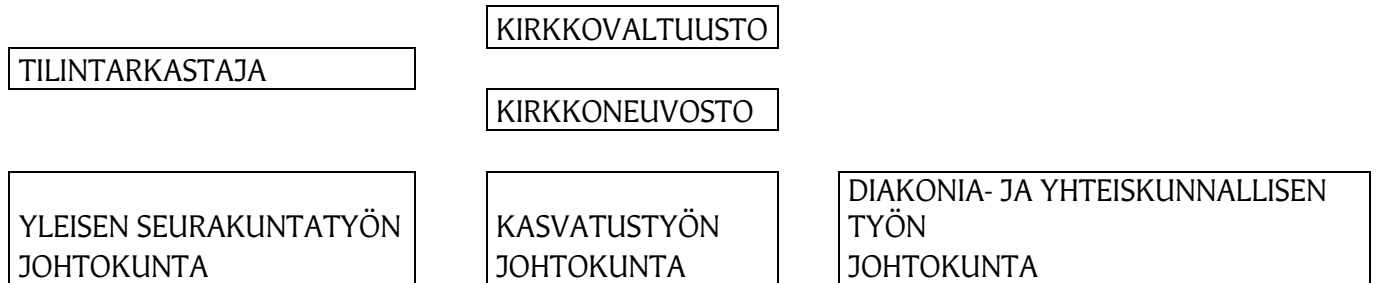 KIRKKOVALTUUSTO
TILINTARKASTAJA
KIRKKONEUVOSTO
YLEISEN SEURAKUNTATYÖN
JOHTOKUNTA
KASVATUSTYÖN
JOHTOKUNTA
DIAKONIA- JA YHTEISKUNNALLISEN
TYÖN
JOHTOKUNTA